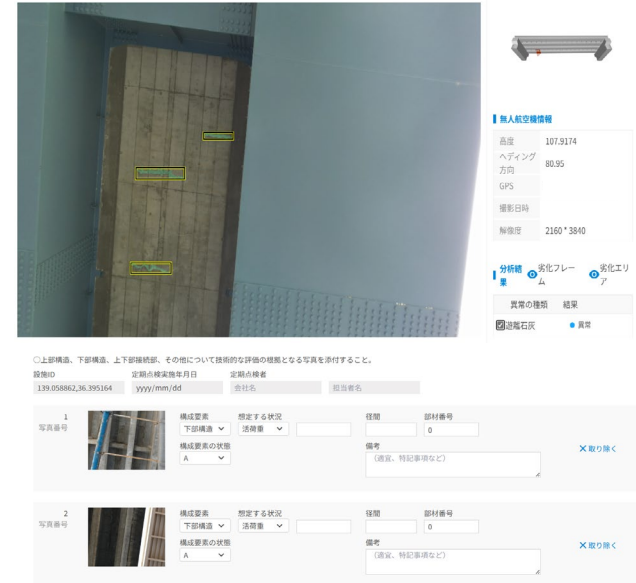 無人航空機情報
高度 107.9174
ヘディング方向 80.95
GPS
撮影日時
解像度 2160 * 3840
分析結果 劣化フレーム 劣化エリア
異常の種類 結果
遊離石灰 異常
○上部構造、下部構造、上下部接続部、その他について技術的な評価の根拠となる写真を添付すること。
施設ID 定期点検実施年月日 定期点検者
139.058862,36.395164 yyyy/mm/dd 会社名 担当者名
1 構成要素 想定する状況 径間 部材番号
写真番号 下部構造 活荷重 0
構成要素の状態 備考
A (適宜、特記事項など)
×取り除く
2 構成要素 想定する状況 径間 部材番号
写真番号 下部構造 活荷重 0
構成要素の状態 備考
A (適宜、特記事項など)
×取り除く